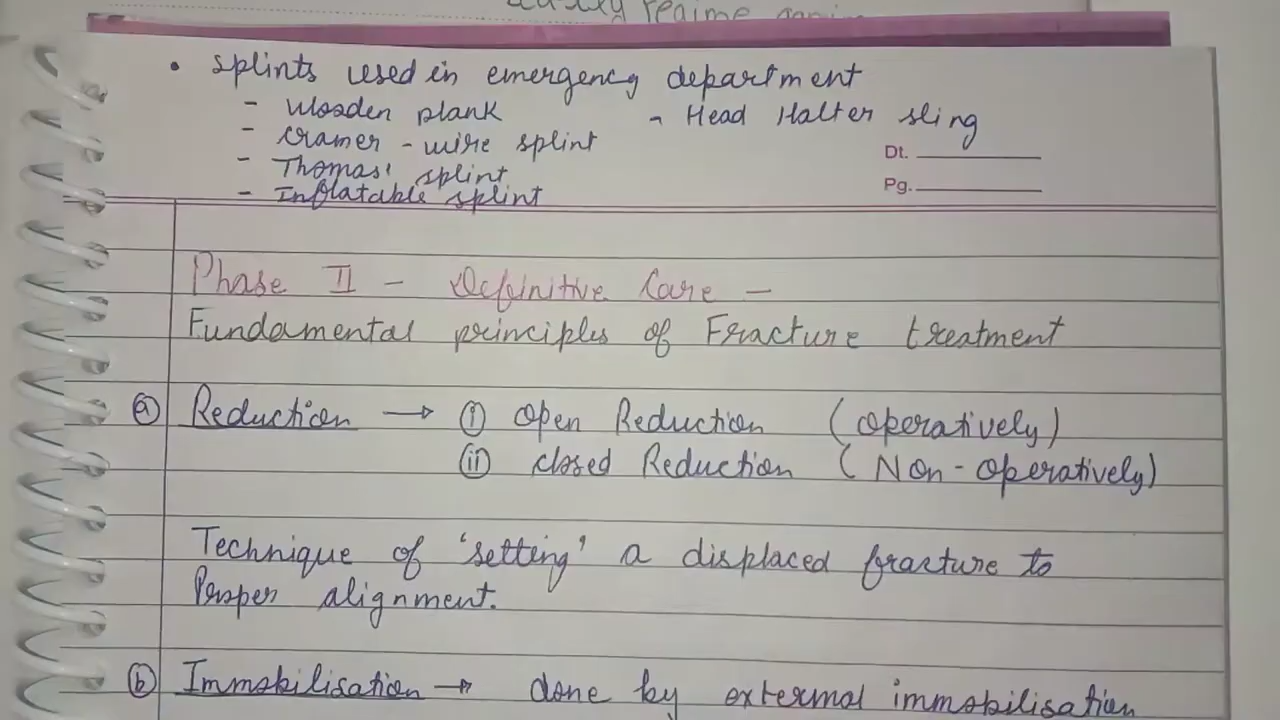 • splints used in emergency department
- Wooden plank
- Head Halter sling
- cramer - wire splint
- Thomas' splint
- Inflatable splint
Dt.
Pg.
Phase II - Definitive Care -
Fundamental principles of Fracture treatment
ⓐ Reduction → ⓘ Open Reduction (operatively)
(ii) closed Reduction (Non-operatively)
Technique of 'setting' a displaced fracture to
Proper alignment.
ⓑ Immobilisation → done by external immobilisation